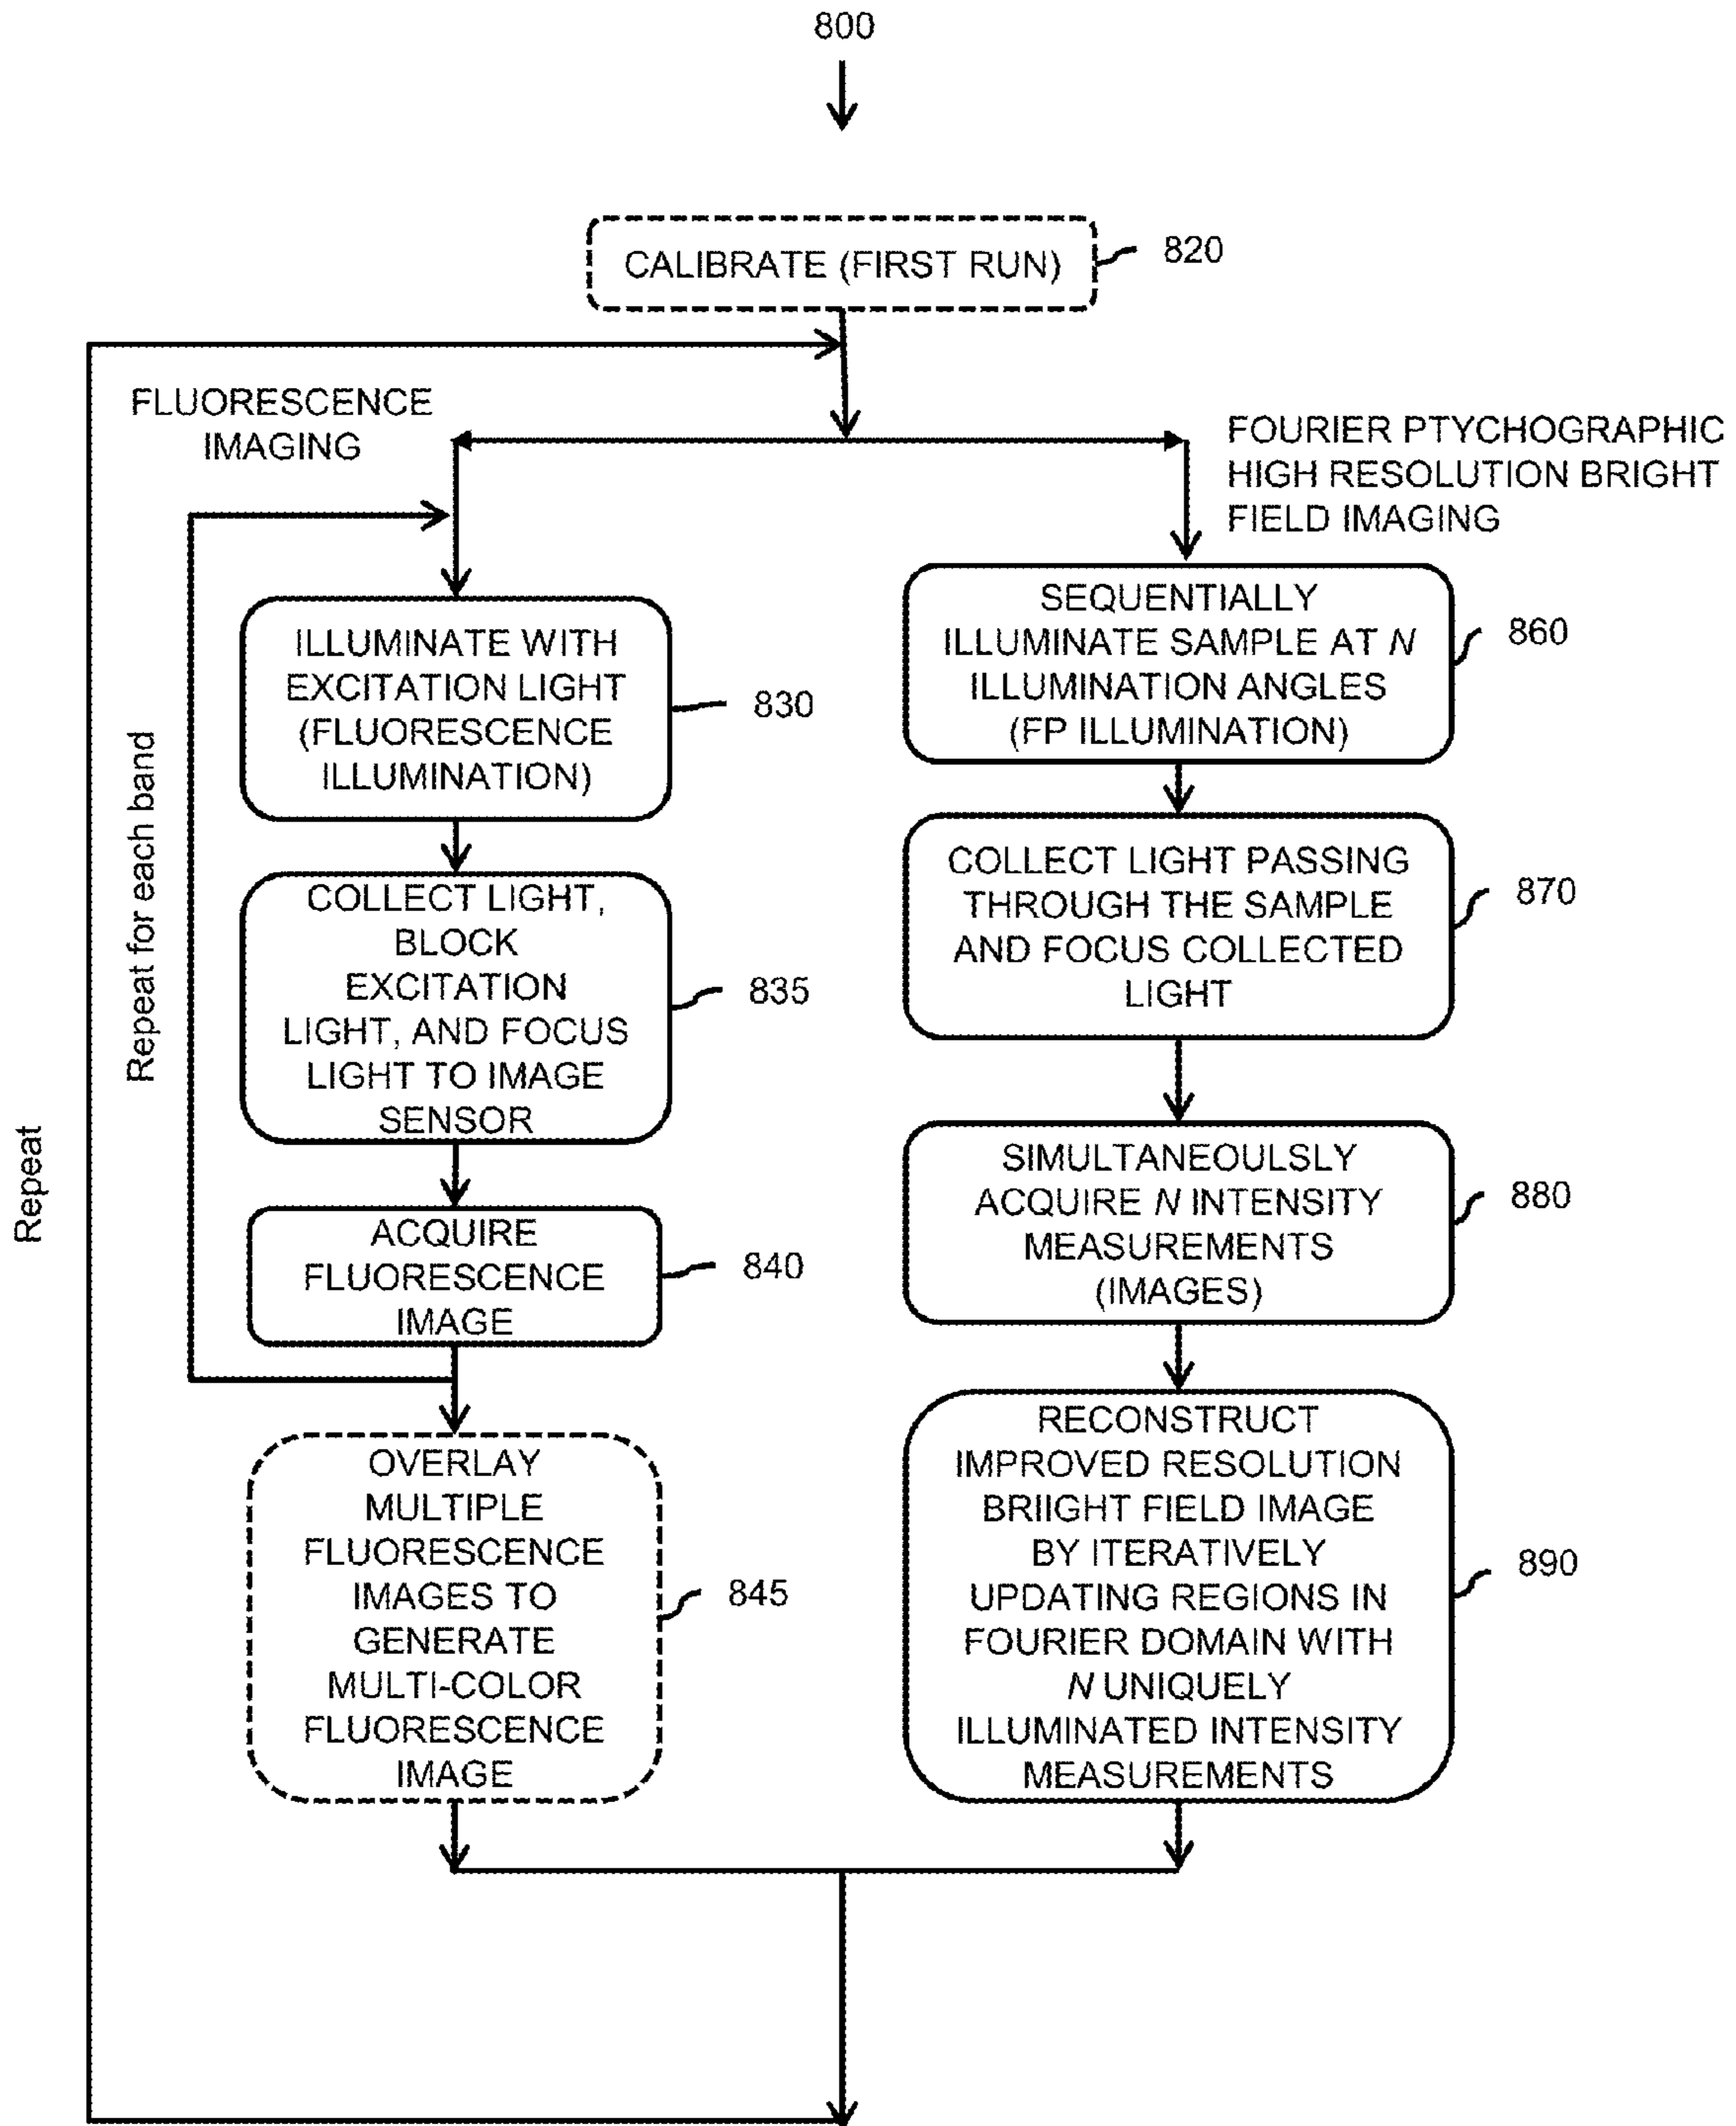 800
CALIBRATE (FIRST RUN)
820
FLUORESCENCE
IMAGING
FOURIER PTYCHOGRAPHIC
HIGH RESOLUTION BRIGHT
FIELD IMAGING
Repeat
Repeat for each band
ILLUMINATE WITH
EXCITATION LIGHT
(FLUORESCENCE
ILLUMINATION)
830
COLLECT LIGHT,
BLOCK
EXCITATION
LIGHT, AND FOCUS
LIGHT TO IMAGE
SENSOR
835
ACQUIRE
FLUORESCENCE
IMAGE
840
OVERLAY
MULTIPLE
FLUORESCENCE
IMAGES TO
GENERATE
MULTI-COLOR
FLUORESCENCE
IMAGE
845
SEQUENTIALLY
ILLUMINATE SAMPLE AT N
ILLUMINATION ANGLES
(FP ILLUMINATION)
860
COLLECT LIGHT PASSING
THROUGH THE SAMPLE
AND FOCUS COLLECTED
LIGHT
870
SIMULTANEOULSLY
ACQUIRE N INTENSITY
MEASUREMENTS
(IMAGES)
880
RECONSTRUCT
IMPROVED RESOLUTION
BRIIGHT FIELD IMAGE
BY ITERATIVELY
UPDATING REGIONS IN
FOURIER DOMAIN WITH
N UNIQUELY
ILLUMINATED INTENSITY
MEASUREMENTS
890